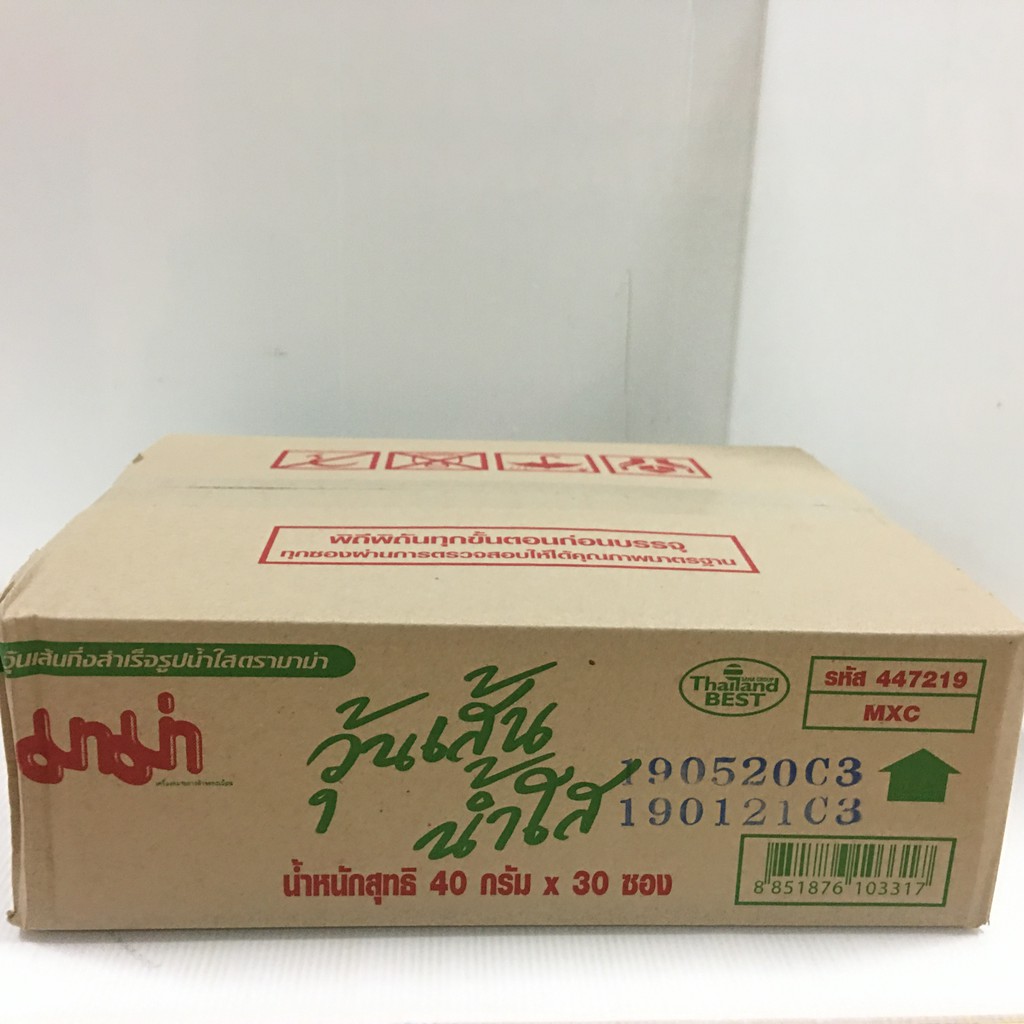 พิถีพิถันทุกขั้นตอนก่อนบรรจุ
ทุกซองผ่านการตรวจสอบให้ได้คุณภาพมาตรฐาน
วุ้นเส้นกึ่งสำเร็จรูปน้ำใสตรามาม่า
มาม่า
วุ้นเส้น
น้ำใส
น้ำหนักสุทธิ 40 กรัม x 30 ซอง
Thailand
BEST
รหัส 447219
MXC
190520C3
190121C3
8 851876 103317